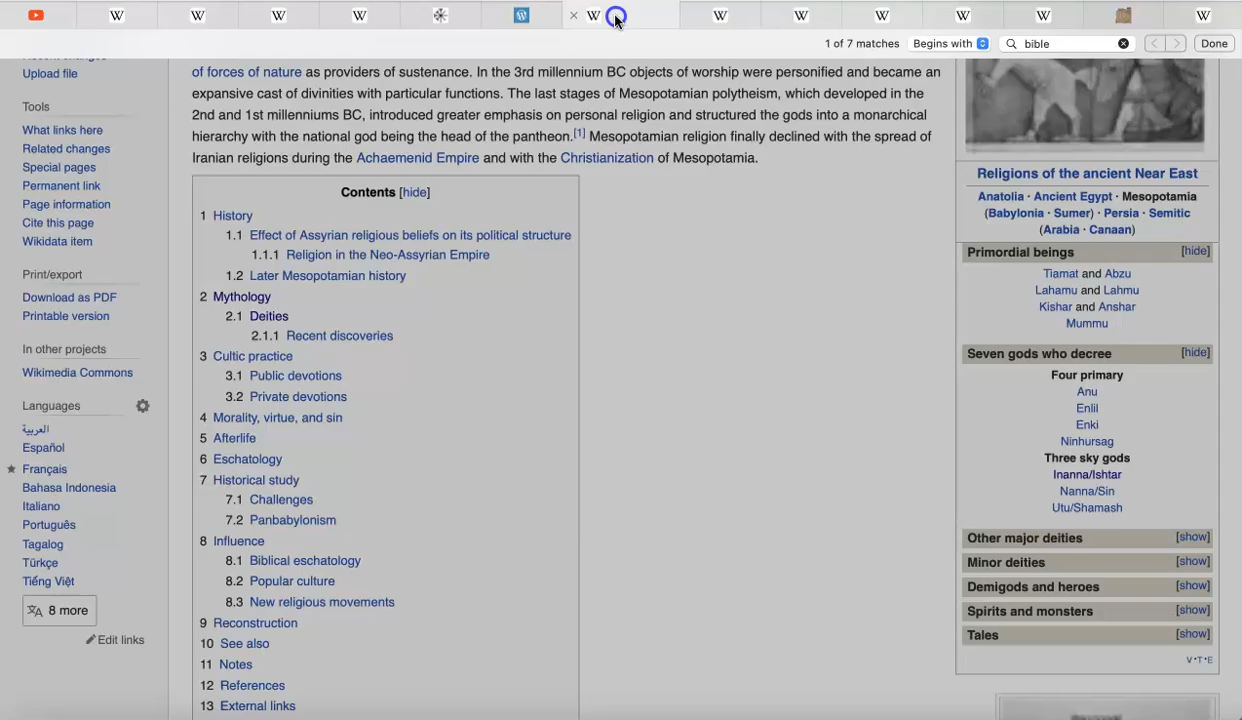 1 of 7 matches Begins with bible Done
Upload file
Tools
What links here
Related changes
Special pages
Permanent link
Page information
Cite this page
Wikidata item
Print/export
Download as PDF
Printable version
In other projects
Wikimedia Commons
Languages
العربية
Español
Français
Bahasa Indonesia
Italiano
Português
Tagalog
Türkçe
Tiếng Việt
8 more
Edit links
of forces of nature as providers of sustenance. In the 3rd millennium BC objects of worship were personified and became an
expansive cast of divinities with particular functions. The last stages of Mesopotamian polytheism, which developed in the
2nd and 1st millenniums BC, introduced greater emphasis on personal religion and structured the gods into a monarchical
hierarchy with the national god being the head of the pantheon.[1] Mesopotamian religion finally declined with the spread of
Iranian religions during the Achaemenid Empire and with the Christianization of Mesopotamia.
Contents [hide]
1 History
1.1 Effect of Assyrian religious beliefs on its political structure
1.1.1 Religion in the Neo-Assyrian Empire
1.2 Later Mesopotamian history
2 Mythology
2.1 Deities
2.1.1 Recent discoveries
3 Cultic practice
3.1 Public devotions
3.2 Private devotions
4 Morality, virtue, and sin
5 Afterlife
6 Eschatology
7 Historical study
7.1 Challenges
7.2 Panbabylonism
8 Influence
8.1 Biblical eschatology
8.2 Popular culture
8.3 New religious movements
9 Reconstruction
10 See also
11 Notes
12 References
13 External links
Religions of the ancient Near East
Anatolia · Ancient Egypt · Mesopotamia
(Babylonia · Sumer) · Persia · Semitic
(Arabia · Canaan)
Primordial beings [hide]
Tiamat and Abzu
Lahamu and Lahmu
Kishar and Anshar
Mummu
Seven gods who decree [hide]
Four primary
Anu
Enlil
Enki
Ninhursag
Three sky gods
Inanna/Ishtar
Nanna/Sin
Utu/Shamash
Other major deities [show]
Minor deities [show]
Demigods and heroes [show]
Spirits and monsters [show]
Tales [show]
V·T·E